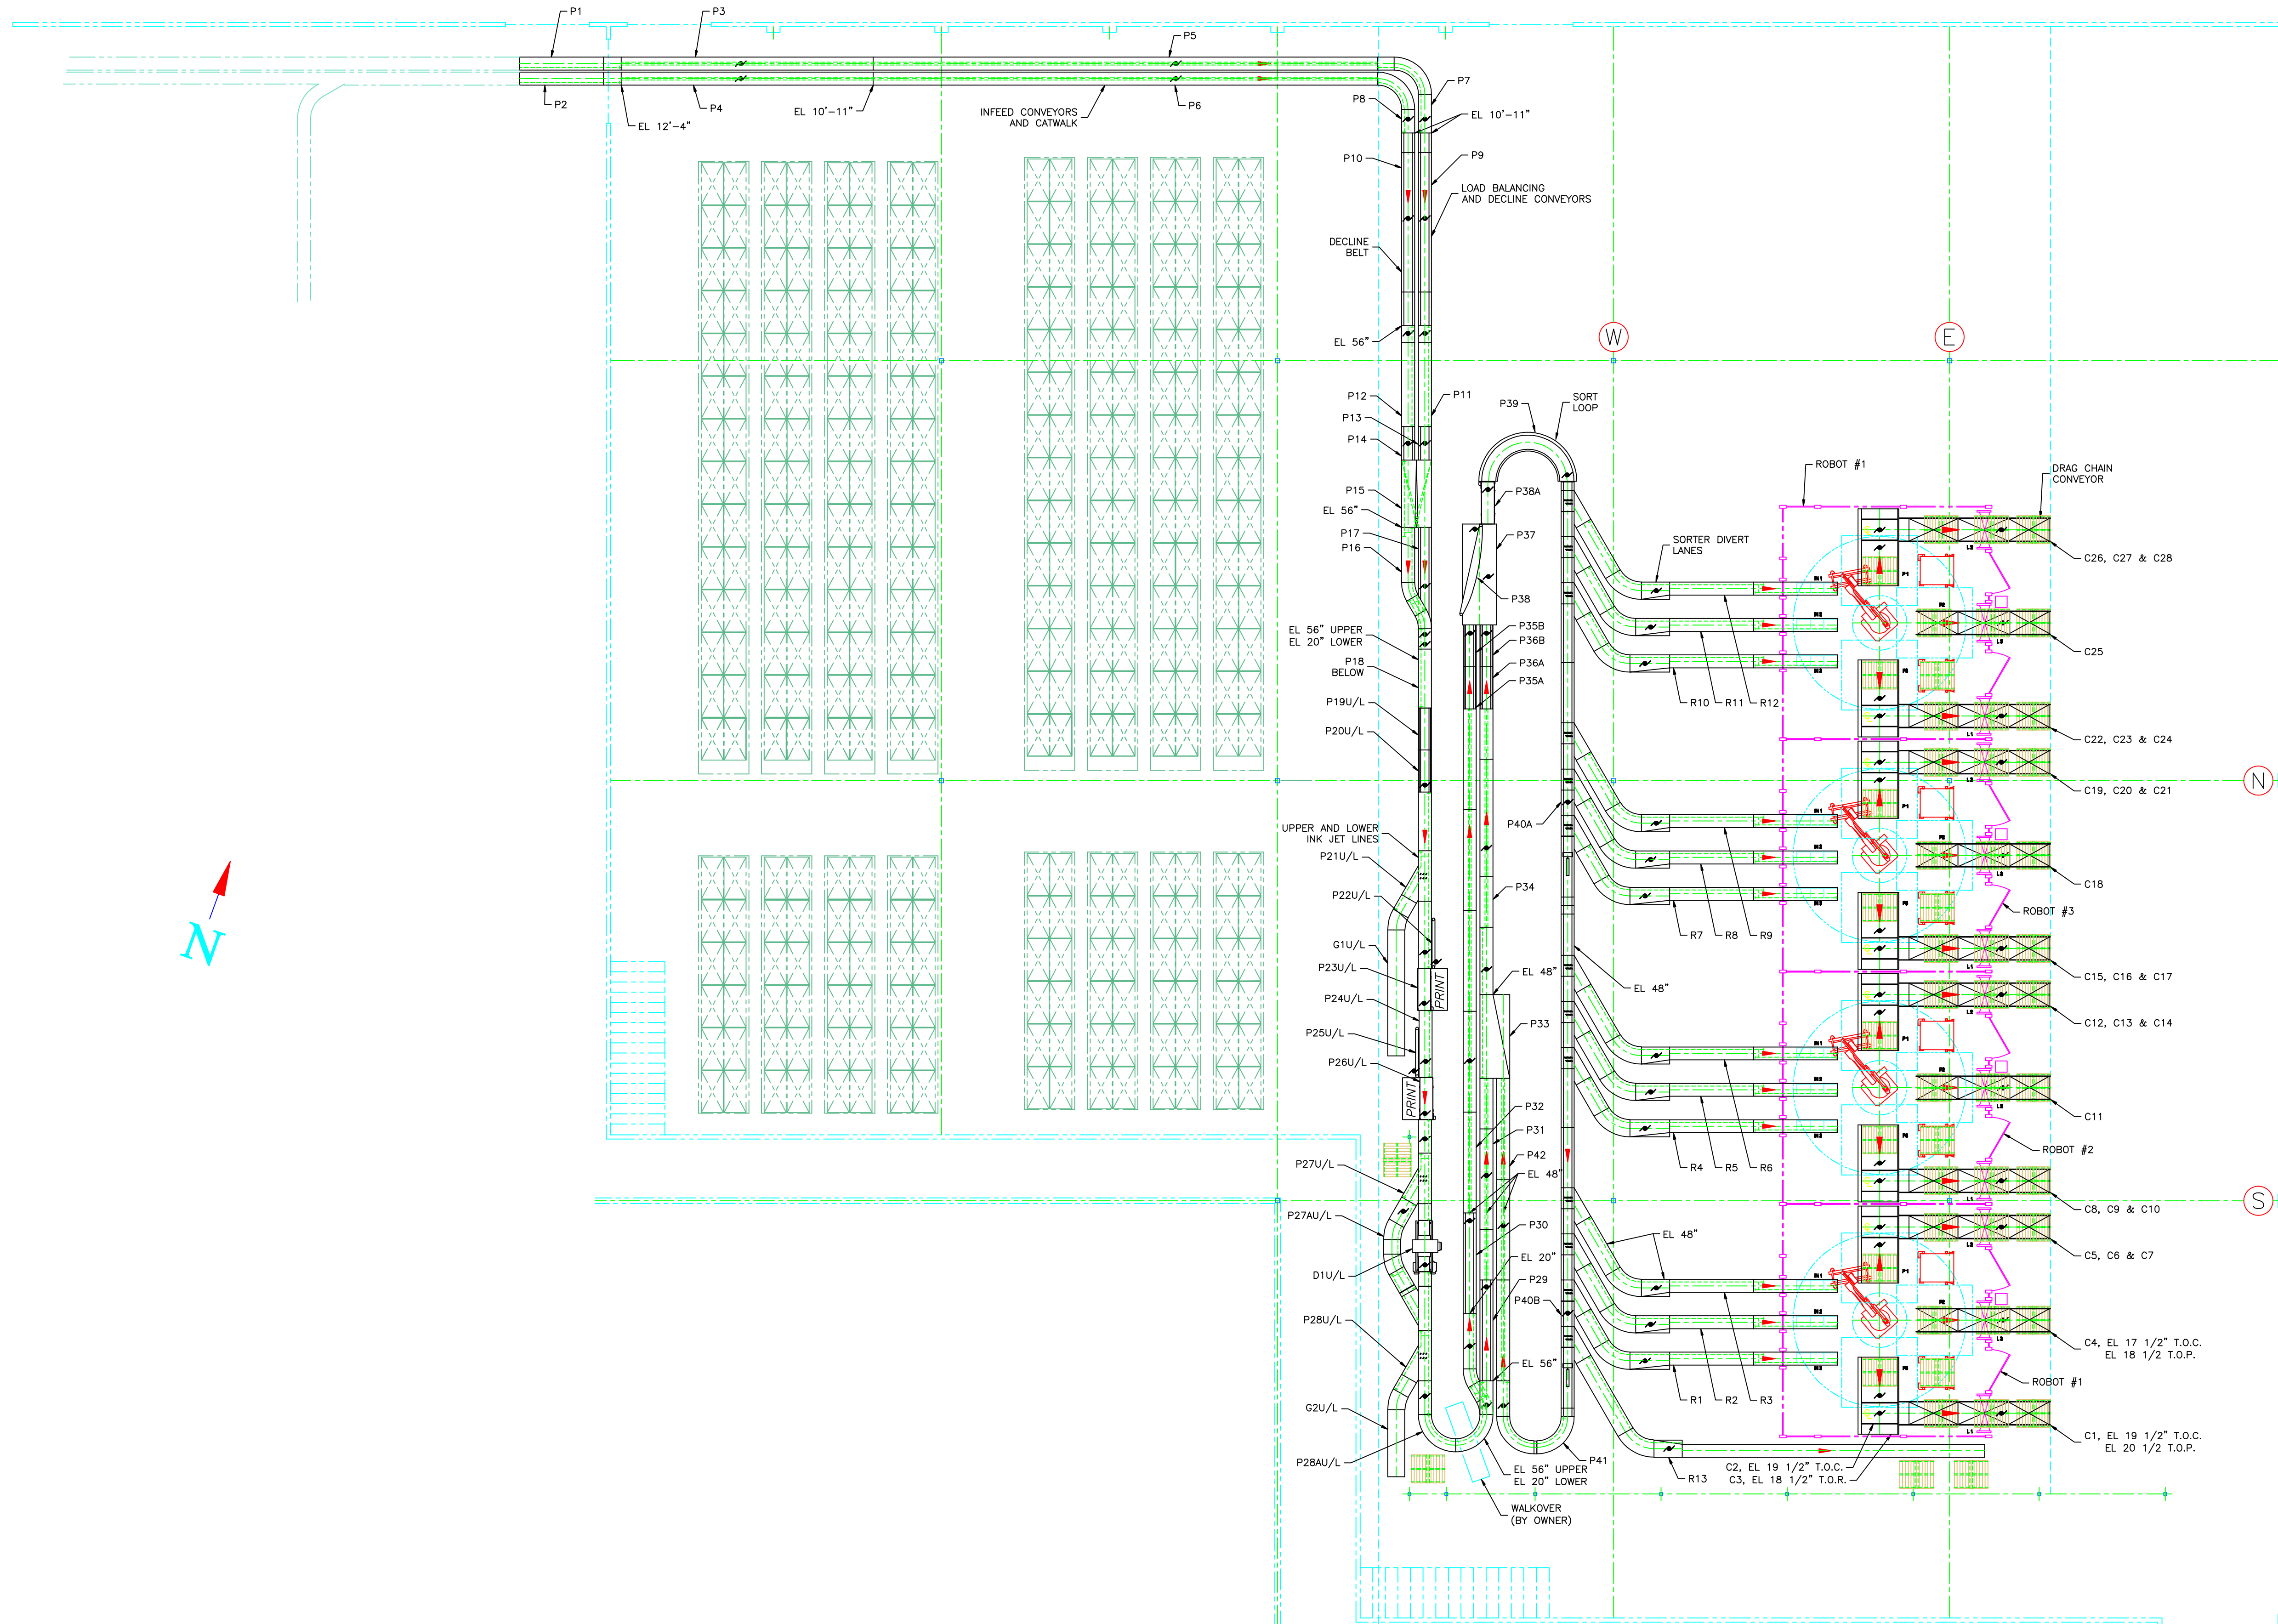 P1
P3
P5
P2
P4
P6
EL 12'-4"
EL 10'-11"
INFEED CONVEYORS
AND CATWALK
P7
P8
EL 10'-11"
P10
P9
LOAD BALANCING
AND DECLINE CONVEYORS
DECLINE
BELT
EL 56"
W
E
P12
P11
P13
P14
P39
SORT
LOOP
P15
EL 56"
P17
P16
P38A
P37
P38
EL 56" UPPER
EL 20" LOWER
P18
BELOW
P35B
P36B
P36A
P35A
P19U/L
P20U/L
UPPER AND LOWER
INK JET LINES
P21U/L
P22U/L
G1U/L
P23U/L
P24U/L
P25U/L
P26U/L
PRINT
PRINT
P34
P40A
EL 48"
P33
EL 48"
P32
P31
P42
EL 48"
P27U/L
P27AU/L
D1U/L
P30
EL 20"
P29
P40B
P28U/L
EL 56"
G2U/L
P28AU/L
EL 56" UPPER
EL 20" LOWER
P41
WALKOVER
(BY OWNER)
SORTER DIVERT
LANES
ROBOT #1
DRAG CHAIN
CONVEYOR
C26, C27 & C28
C25
R10
R11
R12
C22, C23 & C24
C19, C20 & C21
N
C18
ROBOT #3
R7
R8
R9
C15, C16 & C17
C12, C13 & C14
C11
ROBOT #2
R4
R5
R6
C8, C9 & C10
S
C5, C6 & C7
EL 48"
C4, EL 17 1/2" T.O.C.
EL 18 1/2 T.O.P.
ROBOT #1
R1
R2
R3
C1, EL 19 1/2" T.O.C.
EL 20 1/2 T.O.P.
C2, EL 19 1/2" T.O.C.
C3, EL 18 1/2" T.O.R.
R13
N